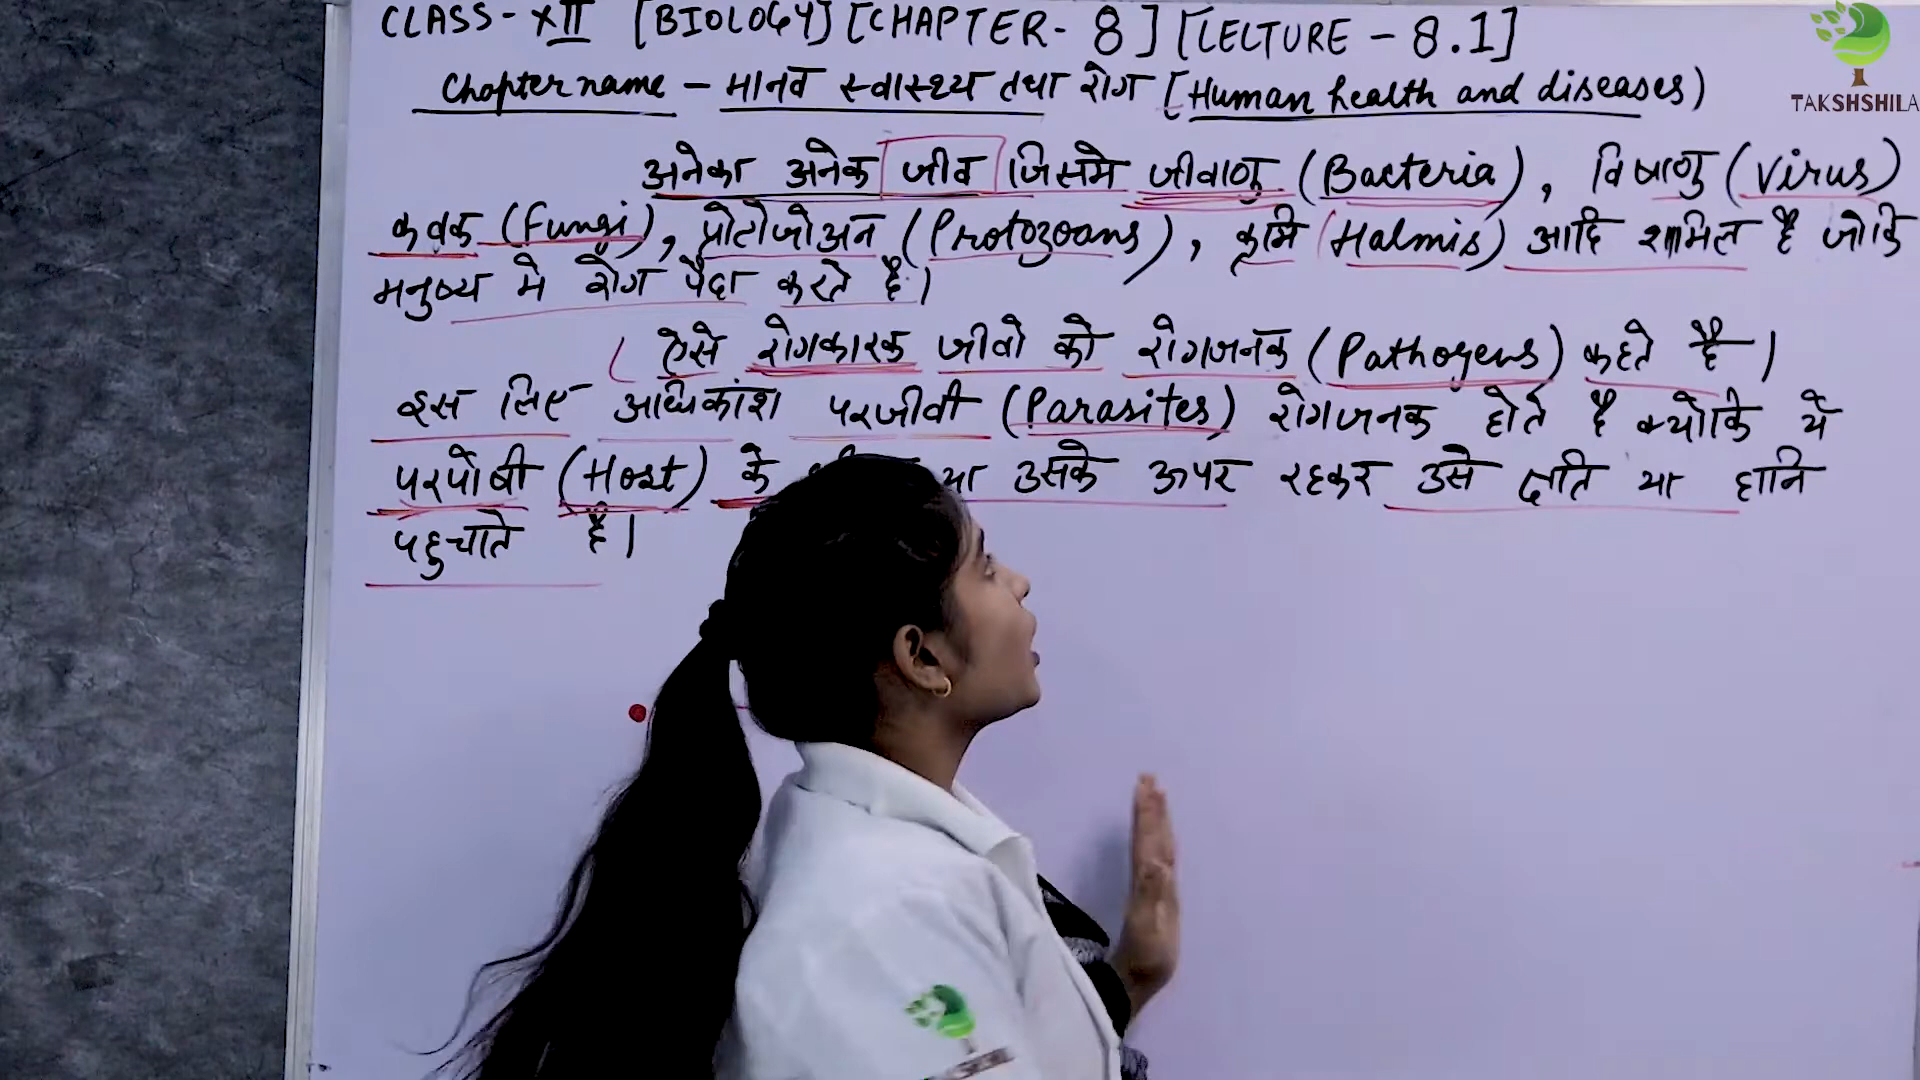 CLASS - XII [BIOLOGY] [CHAPTER - 8] [LECTURE - 8.1]
Chapter name - मानव स्वास्थ्य तथा रोग [Human health and diseases)
TAKSHSHILA
अनेका अनेक जीव जिसमे जीवाणु (Bacteria), विषाणु (Virus)
कवक (Fungi), प्रोटोजोअन (Protozoans), कृमि (Halmis) आदि शामिल है जोकि
मनुष्य मे रोग पैदा करते है।
( ऐसे रोगकारक जीवो को रोगजनक (Pathogens) कहते है।
इस लिए अधिकांश परजीवी (Parasites) रोगजनक होते है क्योकि ये
परपोषी (Host) के या उसके ऊपर रहकर उसे क्षति या हानि
पहुचाते है।